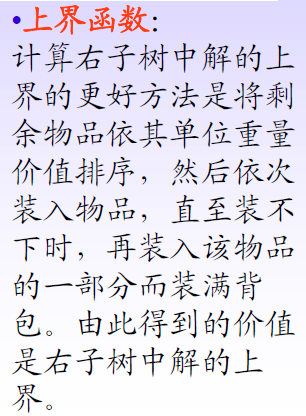 •上界函数:
计算右子树中解的上
界的更好方法是将剩
余物品依其单位重量
价值排序，然后依次
装入物品，直至装不
下时，再装入该物品
的一部分而装满背
包。由此得到的价值
是右子树中解的上
界。